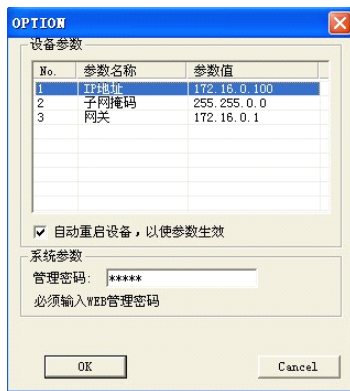 OPTION
设备参数
No. 参数名称 参数值
1 IP地址 172.16.0.100
2 子网掩码 255.255.0.0
3 网关 172.16.0.1
自动重启设备，以使参数生效
系统参数
管理密码: *****
必须输入WEB管理密码
OK Cancel